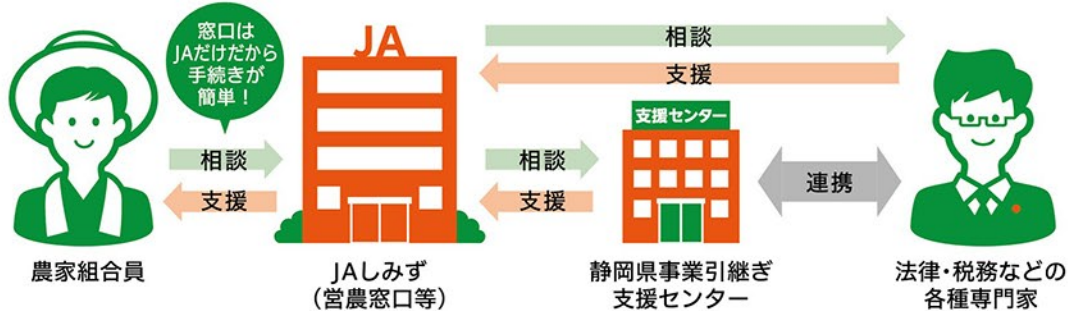 窓口は
JAだけだから
手続きが
簡単！
JA
相談
支援
相談
支援
支援センター
相談
支援
連携
農家組合員
JAしみず
（営農窓口等）
静岡県事業引継ぎ
支援センター
法律・税務などの
各種専門家